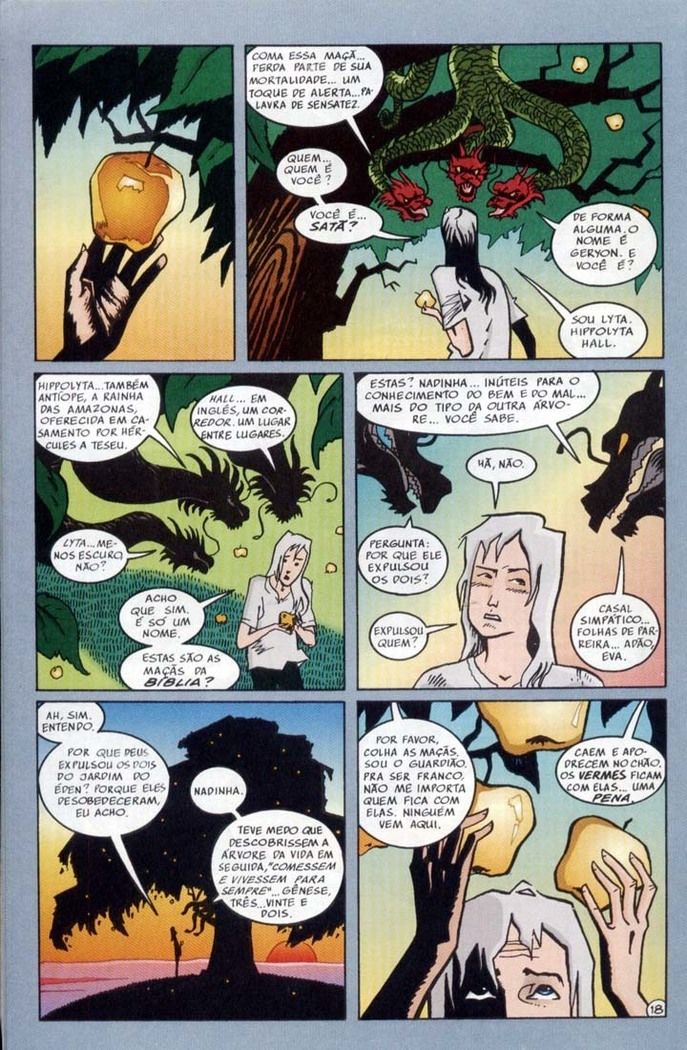 COMA ESSA MAÇÃ...
PERDA PARTE DE SUA
MORTALIDADE... UM
TOQUE DE ALERTA...PA-
LAVRA DE SENSATEZ.
QUEM...
QUEM É
VOCÊ?
VOCÊ É...
SATÃ?
DE FORMA
ALGUMA. O
NOME É
GERYON. E
VOCÊ É?
SOU LYTA.
HIPPOLYTA
HALL.
HIPPOLYTA...TAMBÉM
ANTÍOPE, A RAINHA
DAS AMAZONAS,
OFERECIDA EM CA-
SAMENTO POR HÉR-
CULES A TESEU.
HALL... EM
INGLÊS, UM COR-
REDOR. UM LUGAR
ENTRE LUGARES.
LYTA...ME-
NOS ESCURO,
NÃO?
ACHO
QUE SIM.
É SÓ UM
NOME.
ESTAS SÃO AS
MAÇÃS DA
BÍBLIA?
ESTAS? NADINHA... INÚTEIS PARA O
CONHECIMENTO DO BEM E DO MAL...
MAIS DO TIPO DA OUTRA ÁRVO-
RE... VOCÊ SABE.
HÃ, NÃO.
PERGUNTA:
POR QUE ELE
EXPULSOU
OS DOIS?
EXPULSOU
QUEM?
CASAL
SIMPÁTICO...
FOLHAS DE PAR-
REIRA... ADÃO,
EVA.
AH, SIM.
ENTENDO.
POR QUE DEUS
EXPULSOU OS DOIS
DO JARDIM DO
ÉDEN? PORQUE ELES
DESOBEDECERAM,
EU ACHO.
NADINHA.
TEVE MEDO QUE
DESCOBRISSEM A
ÁRVORE DA VIDA EM
SEGUIDA,"COMESSEM
E VIVESSEM PARA
SEMPRE"... GÊNESE,
TRÊS...VINTE E
DOIS.
POR FAVOR,
COLHA AS MAÇÃS.
SOU O GUARDIÃO.
PRA SER FRANCO,
NÃO ME IMPORTA
QUEM FICA COM
ELAS. NINGUÉM
VEM AQUI.
CAEM E APO-
DRECEM NO CHÃO.
OS VERMES FICAM
COM ELAS... UMA
PENA.
18